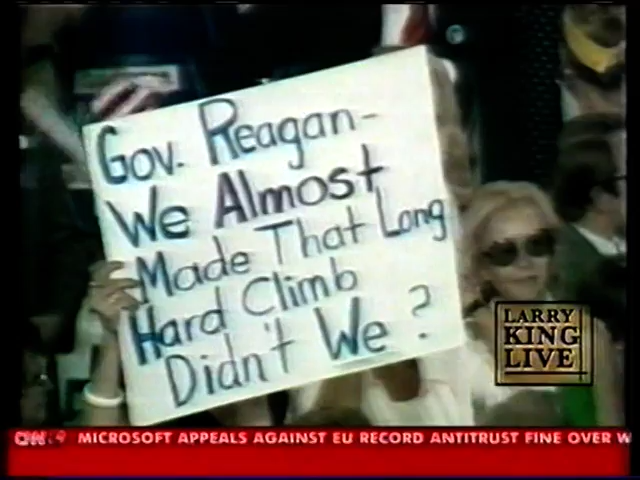 Gov. Reagan-
We Almost
Made That Long
Hard Climb
Didn't We?
LARRY
KING
LIVE
CNN MICROSOFT APPEALS AGAINST EU RECORD ANTITRUST FINE OVER W